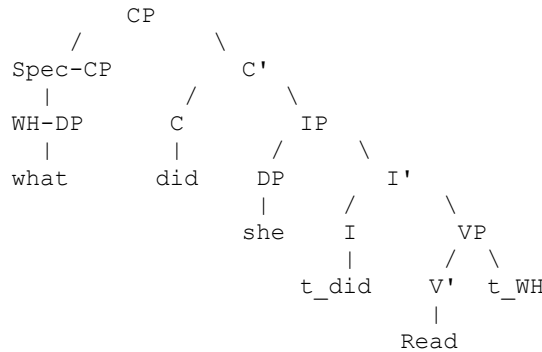 CP
/ \
Spec-CP C'
| / \
WH-DP C IP
| | / \
what did DP I'
| / \
she I VP
| / \
t_did V' t_WH
|
Read